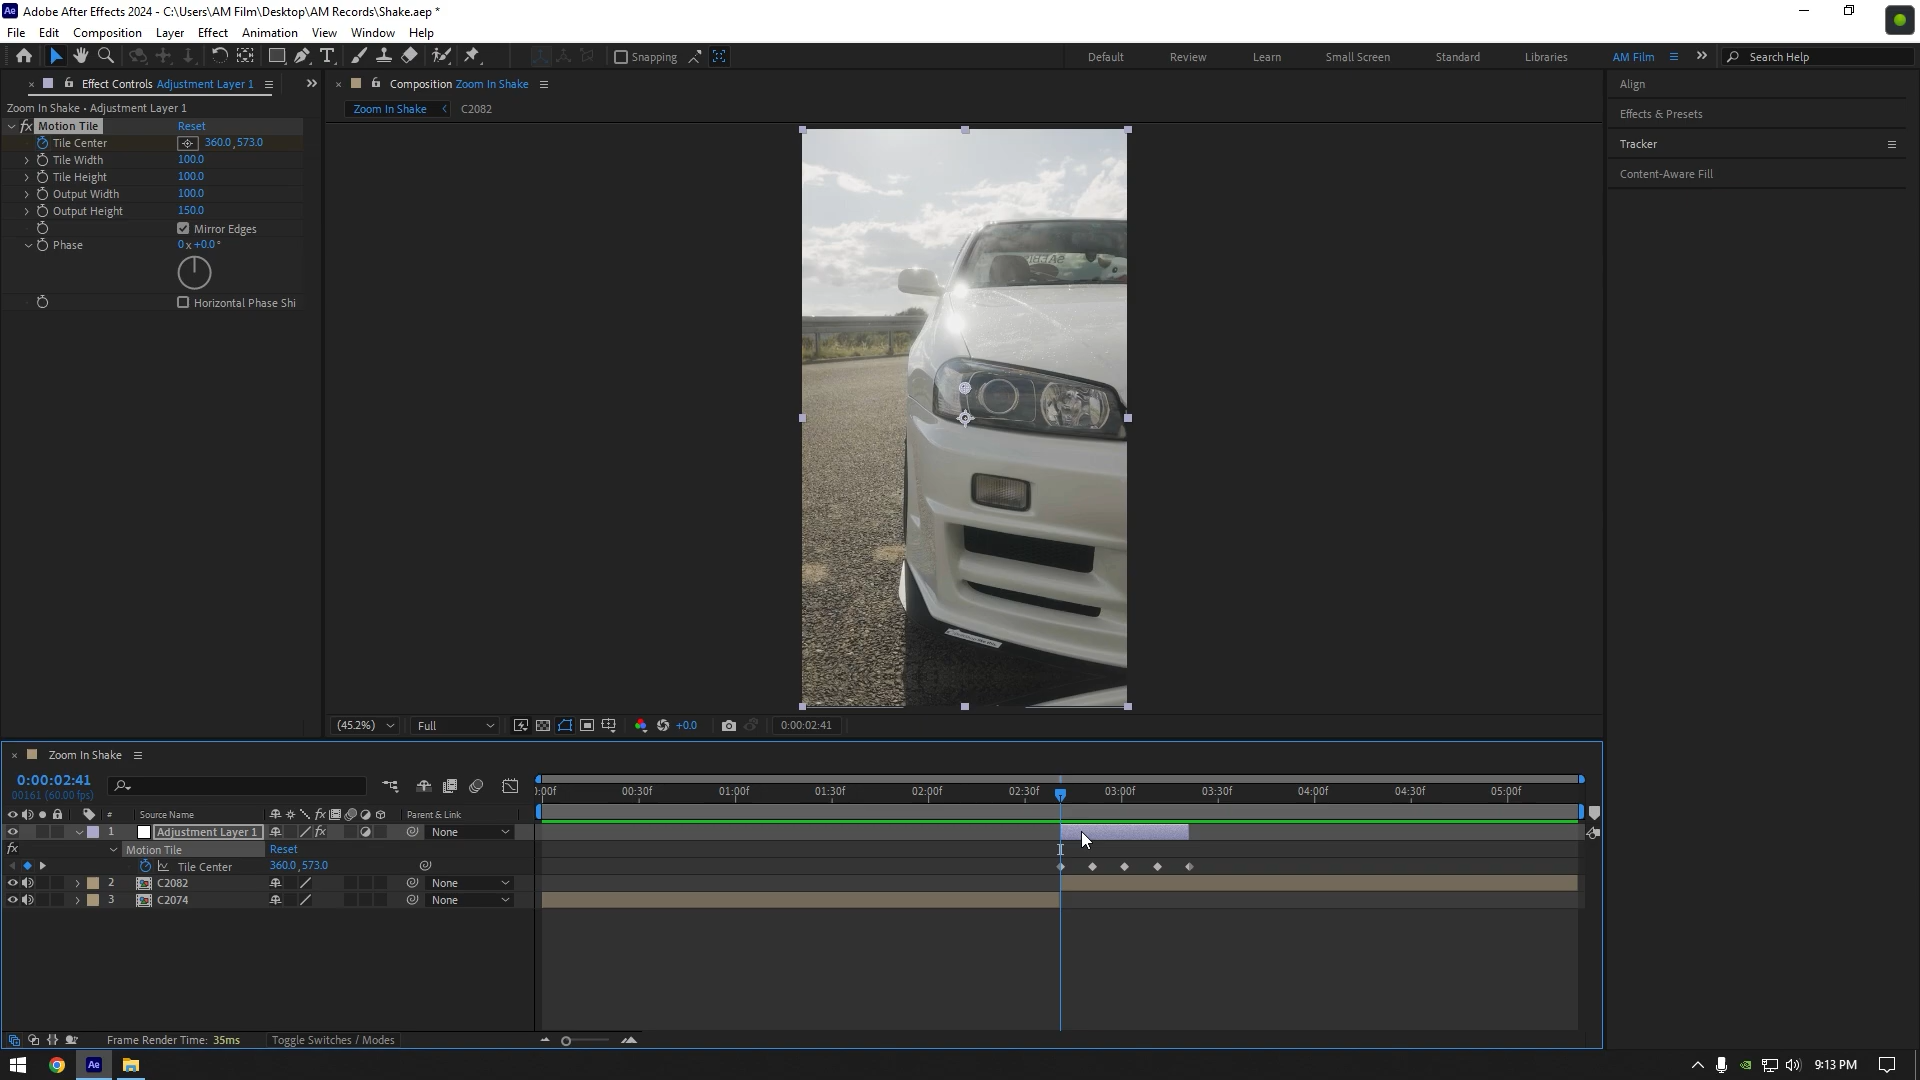 Adobe After Effects 2024 - C:\Users\AM Film\Desktop\AM Records\Shake.aep *
File Edit Composition Layer Effect Animation View Window Help
Snapping
Default Review Learn Small Screen Standard Libraries AM Film Search Help
Effect Controls Adjustment Layer 1
Zoom In Shake • Adjustment Layer 1
fx Motion Tile Reset
Tile Center 360.0, 573.0
Tile Width 100.0
Tile Height 100.0
Output Width 100.0
Output Height 150.0
Mirror Edges
Phase 0x+0.0°
Horizontal Phase Shi
Composition Zoom In Shake
Zoom In Shake C2082
Align
Effects & Presets
Tracker
Content-Aware Fill
(45.2%) Full +0.0 0:00:02:41
Zoom In Shake
0:00:02:41
00161 (60.00 fps)
0:00f 00:30f 01:00f 01:30f 02:00f 02:30f 03:00f 03:30f 04:00f 04:30f 05:00f
# Source Name fx Parent & Link
1 Adjustment Layer 1 fx None
fx Motion Tile Reset
Tile Center 360.0, 573.0
2 C2082 None
3 C2074 None
Frame Render Time: 35ms Toggle Switches / Modes
Ae 9:13 PM